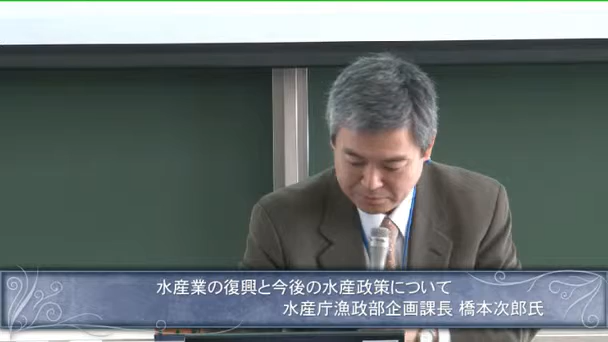 水産業の復興と今後の水産政策について
水産庁漁政部企画課長 橋本次郎氏